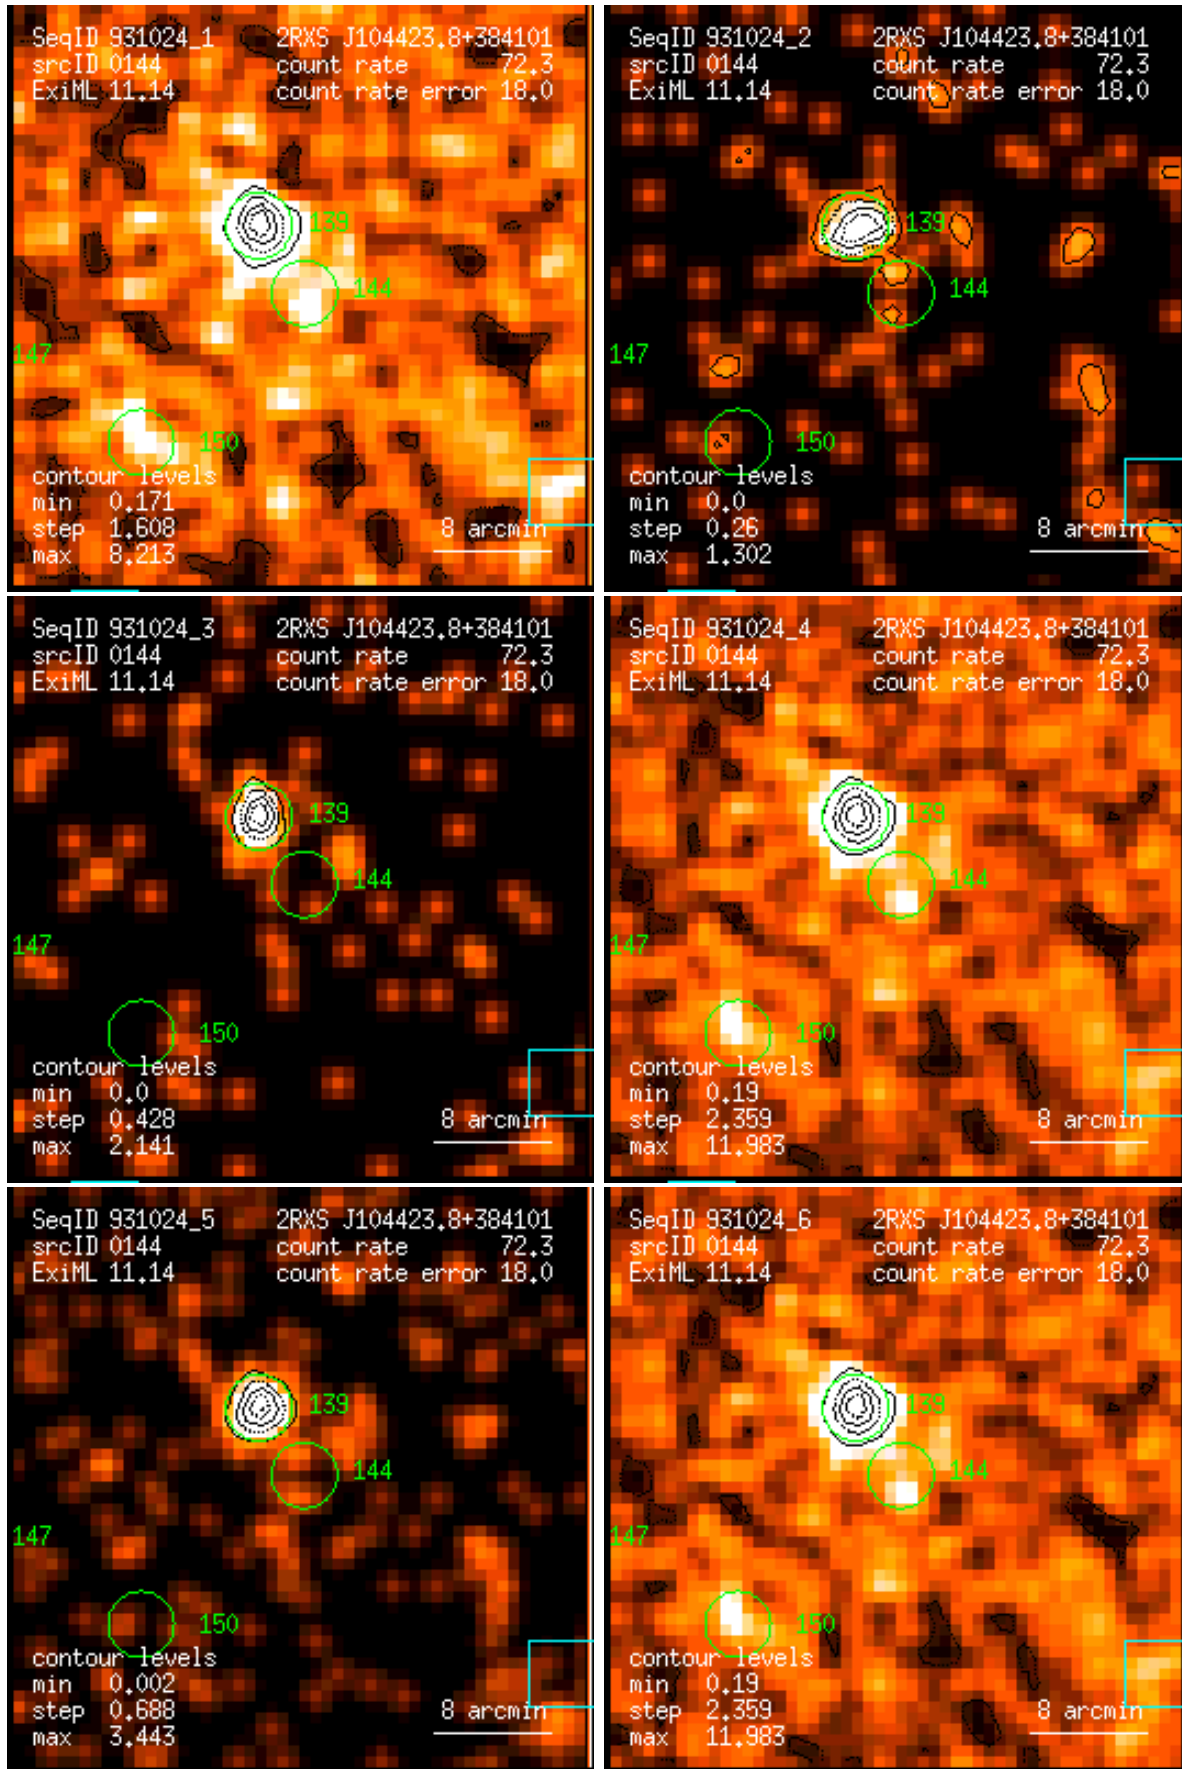 SeqID 931024_1 2RXS J104423.8+384101
srcID 0144 count rate 72.3
ExiML 11.14 count rate error 18.0
139
144
147
150
contour levels
min 0.171
step 1.608 8 arcmin
max 8.213
SeqID 931024_2 2RXS J104423.8+384101
srcID 0144 count rate 72.3
ExiML 11.14 count rate error 18.0
139
144
147
150
contour levels
min 0.0
step 0.26 8 arcmin
max 1.302
SeqID 931024_3 2RXS J104423.8+384101
srcID 0144 count rate 72.3
ExiML 11.14 count rate error 18.0
139
144
147
150
contour levels
min 0.0
step 0.428 8 arcmin
max 2.141
SeqID 931024_4 2RXS J104423.8+384101
srcID 0144 count rate 72.3
ExiML 11.14 count rate error 18.0
139
144
147
150
contour levels
min 0.19
step 2.359 8 arcmin
max 11.983
SeqID 931024_5 2RXS J104423.8+384101
srcID 0144 count rate 72.3
ExiML 11.14 count rate error 18.0
139
144
147
150
contour levels
min 0.002
step 0.688 8 arcmin
max 3.443
SeqID 931024_6 2RXS J104423.8+384101
srcID 0144 count rate 72.3
ExiML 11.14 count rate error 18.0
139
144
147
150
contour levels
min 0.19
step 2.359 8 arcmin
max 11.983